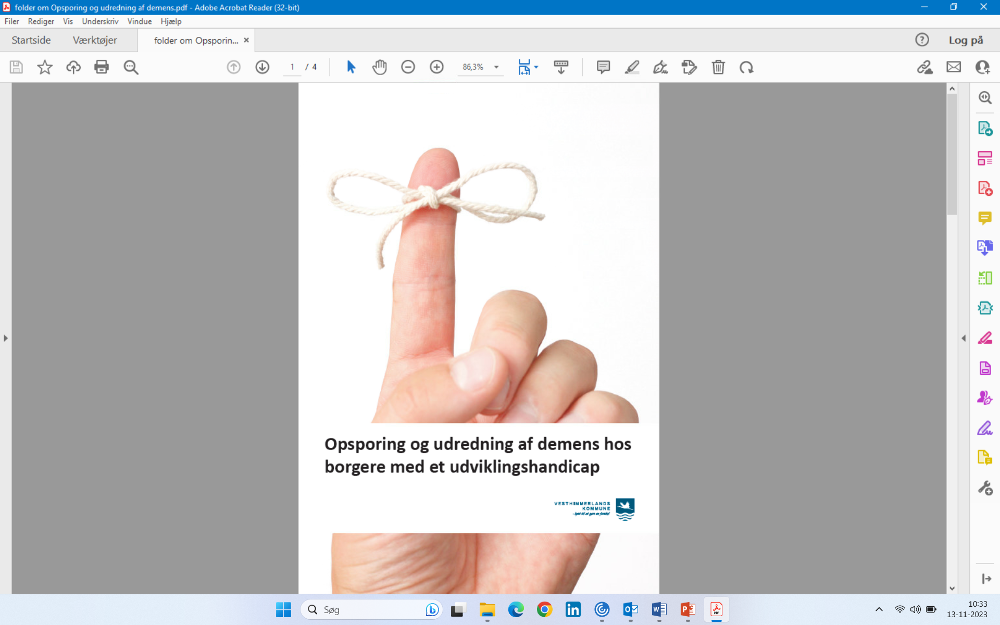 folder om Opsporing og udredning af demens.pdf - Adobe Acrobat Reader (32-bit)
Filer Rediger Vis Underskriv Vindue Hjælp
Startside Værktøjer folder om Opsporin... Log på
1 / 4 86,3%
Opsporing og udredning af demens hos
borgere med et udviklingshandicap
VESTHIMMERLANDS
KOMMUNE
Søg
10:33
13-11-2023